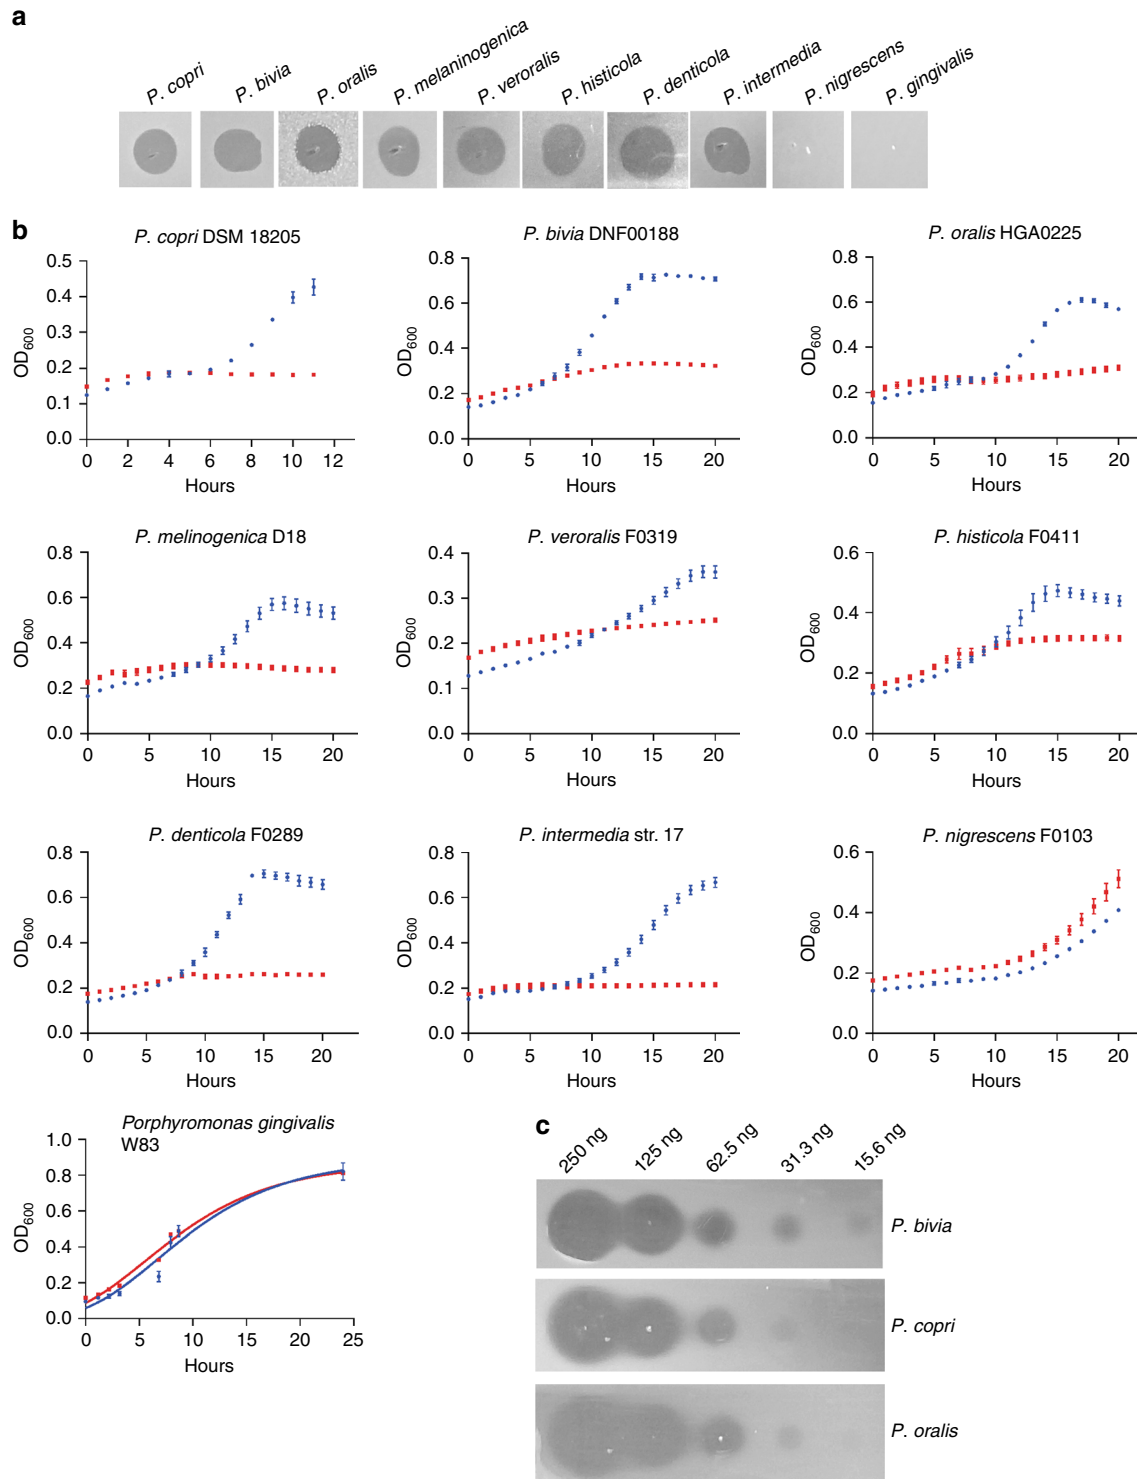 a
P. copri
P. bivia
P. oralis
P. melaninogenica
P. veroralis
P. histicola
P. denticola
P. intermedia
P. nigrescens
P. gingivalis
b
P. copri DSM 18205
0.5
0.4
0.3
0.2
0.1
0.0
OD600
0 2 4 6 8 10 12
Hours
P. bivia DNF00188
0.8
0.6
0.4
0.2
0.0
OD600
0 5 10 15 20
Hours
P. oralis HGA0225
0.8
0.6
0.4
0.2
0.0
OD600
0 5 10 15 20
Hours
P. melinogenica D18
0.8
0.6
0.4
0.2
0.0
OD600
0 5 10 15 20
Hours
P. veroralis F0319
0.4
0.3
0.2
0.1
0.0
OD600
0 5 10 15 20
Hours
P. histicola F0411
0.6
0.4
0.2
0.0
OD600
0 5 10 15 20
Hours
P. denticola F0289
0.8
0.6
0.4
0.2
0.0
OD600
0 5 10 15 20
Hours
P. intermedia str. 17
0.8
0.6
0.4
0.2
0.0
OD600
0 5 10 15 20
Hours
P. nigrescens F0103
0.6
0.4
0.2
0.0
OD600
0 5 10 15 20
Hours
Porphyromonas gingivalis
W83
1.0
0.8
0.6
0.4
0.2
0.0
OD600
0 5 10 15 20 25
Hours
c
250 ng
125 ng
62.5 ng
31.3 ng
15.6 ng
P. bivia
P. copri
P. oralis